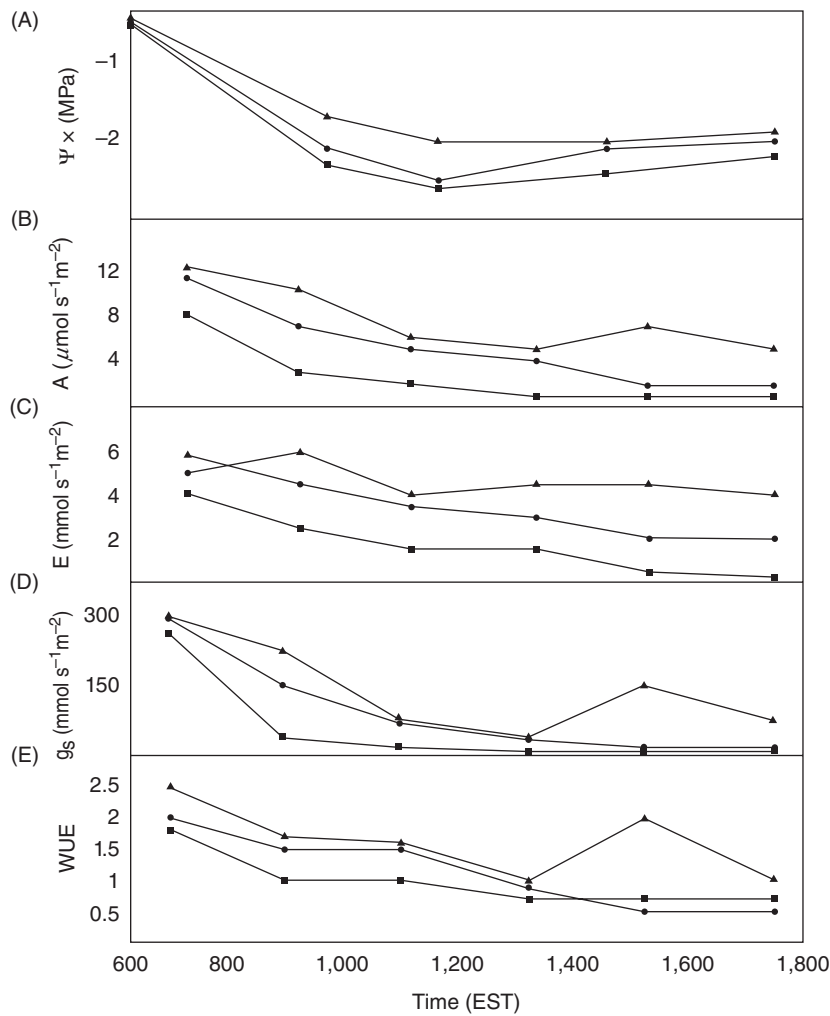 (A)
−1
−2
Ψ × (MPa)
(B)
12
8
4
A (μmol s⁻¹m⁻²)
(C)
6
4
2
E (mmol s⁻¹m⁻²)
(D)
300
150
gₛ (mmol s⁻¹m⁻²)
(E)
2.5
2
1.5
1
0.5
WUE
600 800 1,000 1,200 1,400 1,600 1,800
Time (EST)